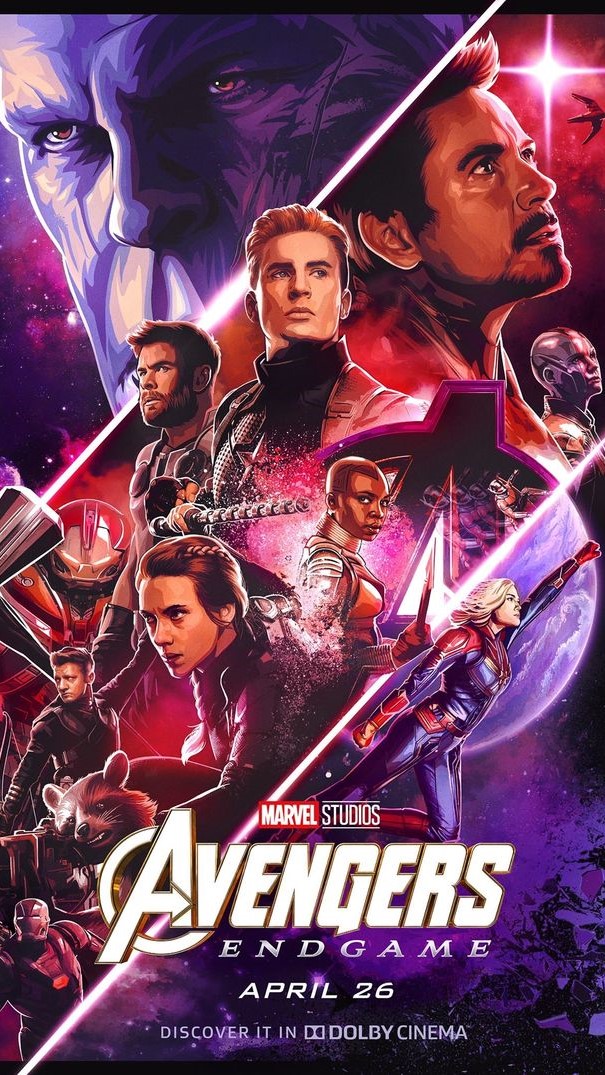 MARVEL STUDIOS
AVENGERS
ENDGAME
APRIL 26
DISCOVER IT IN DOLBY CINEMA